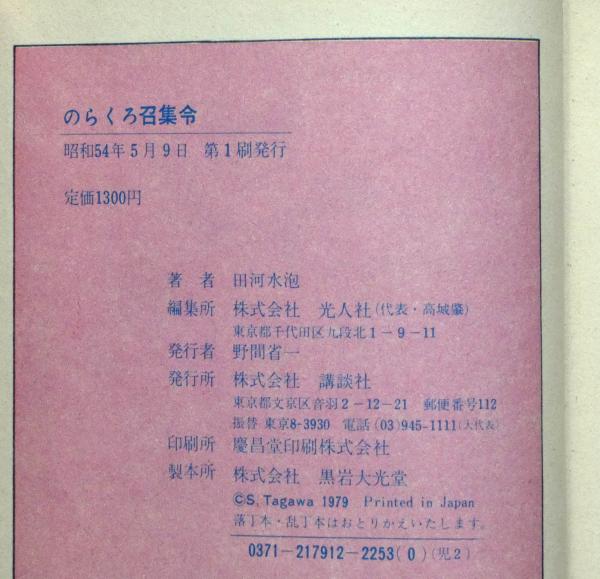 のらくろ召集令
昭和54年5月9日 第1刷発行
定価1300円
著者 田河水泡
編集所 株式会社 光人社(代表・高城肇)
東京都千代田区九段北1-9-11
発行者 野間省一
発行所 株式会社 講談社
東京都文京区音羽2-12-21 郵便番号112
振替 東京8-3930 電話(03)945-1111(大代表)
印刷所 慶昌堂印刷株式会社
製本所 株式会社 黒岩大光堂
©S.Tagawa 1979 Printed in Japan
落丁本・乱丁本はおとりかえいたします。
0371-217912-2253(0)(児2)